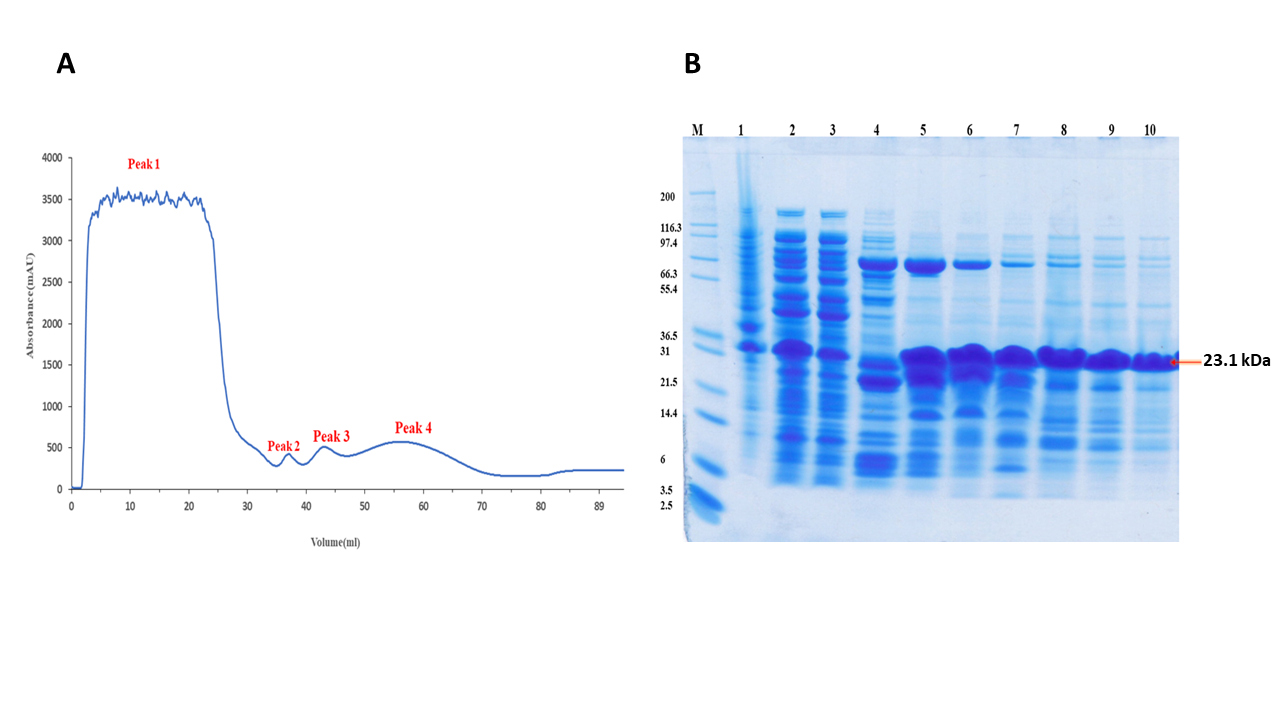 A
B
Peak 1
4000
3500
3000
2500
2000
1500
1000
500
0
Absorbance(mAU)
Peak 2
Peak 3
Peak 4
0 10 20 30 40 50 60 70 80 89
Volume(ml)
M 1 2 3 4 5 6 7 8 9 10
200
116.3
97.4
66.3
55.4
36.5
31
21.5
14.4
6
3.5
2.5
23.1 kDa